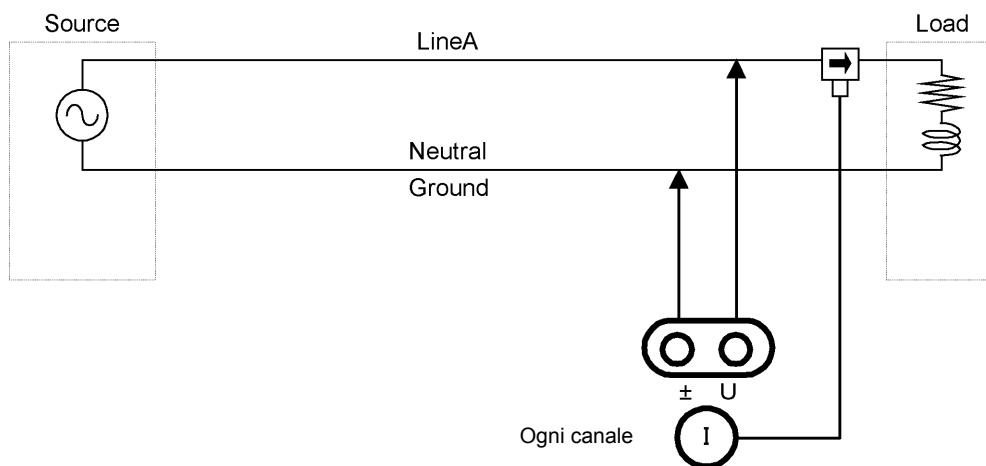 Source
Load
LineA
Neutral
Ground
± U
Ogni canale
I